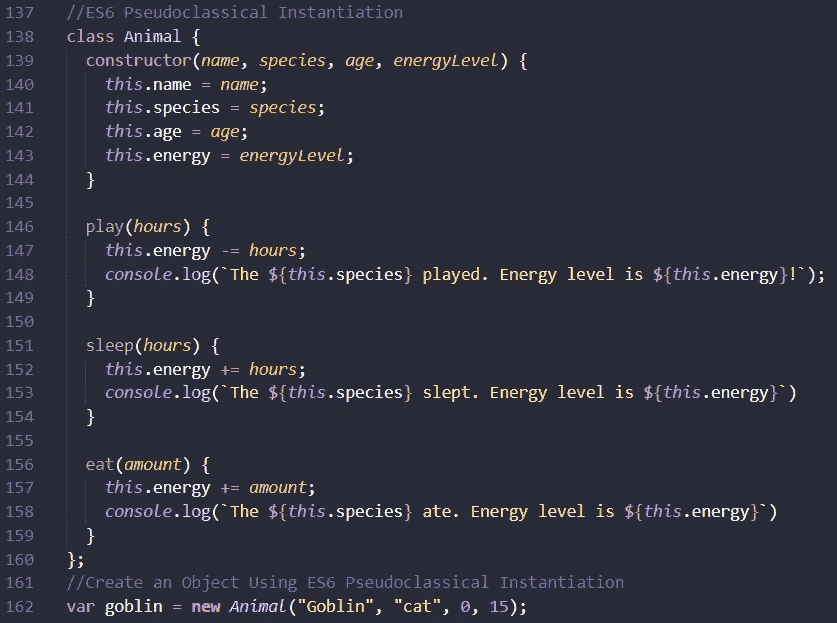 137 //ES6 Pseudoclassical Instantiation
138 class Animal {
139   constructor(name, species, age, energyLevel) {
140     this.name = name;
141     this.species = species;
142     this.age = age;
143     this.energy = energyLevel;
144   }
145
146   play(hours) {
147     this.energy -= hours;
148     console.log(`The ${this.species} played. Energy level is ${this.energy}!`);
149   }
150
151   sleep(hours) {
152     this.energy += hours;
153     console.log(`The ${this.species} slept. Energy level is ${this.energy}`)
154   }
155
156   eat(amount) {
157     this.energy += amount;
158     console.log(`The ${this.species} ate. Energy level is ${this.energy}`)
159   }
160 };
161 //Create an Object Using ES6 Pseudoclassical Instantiation
162 var goblin = new Animal("Goblin", "cat", 0, 15);